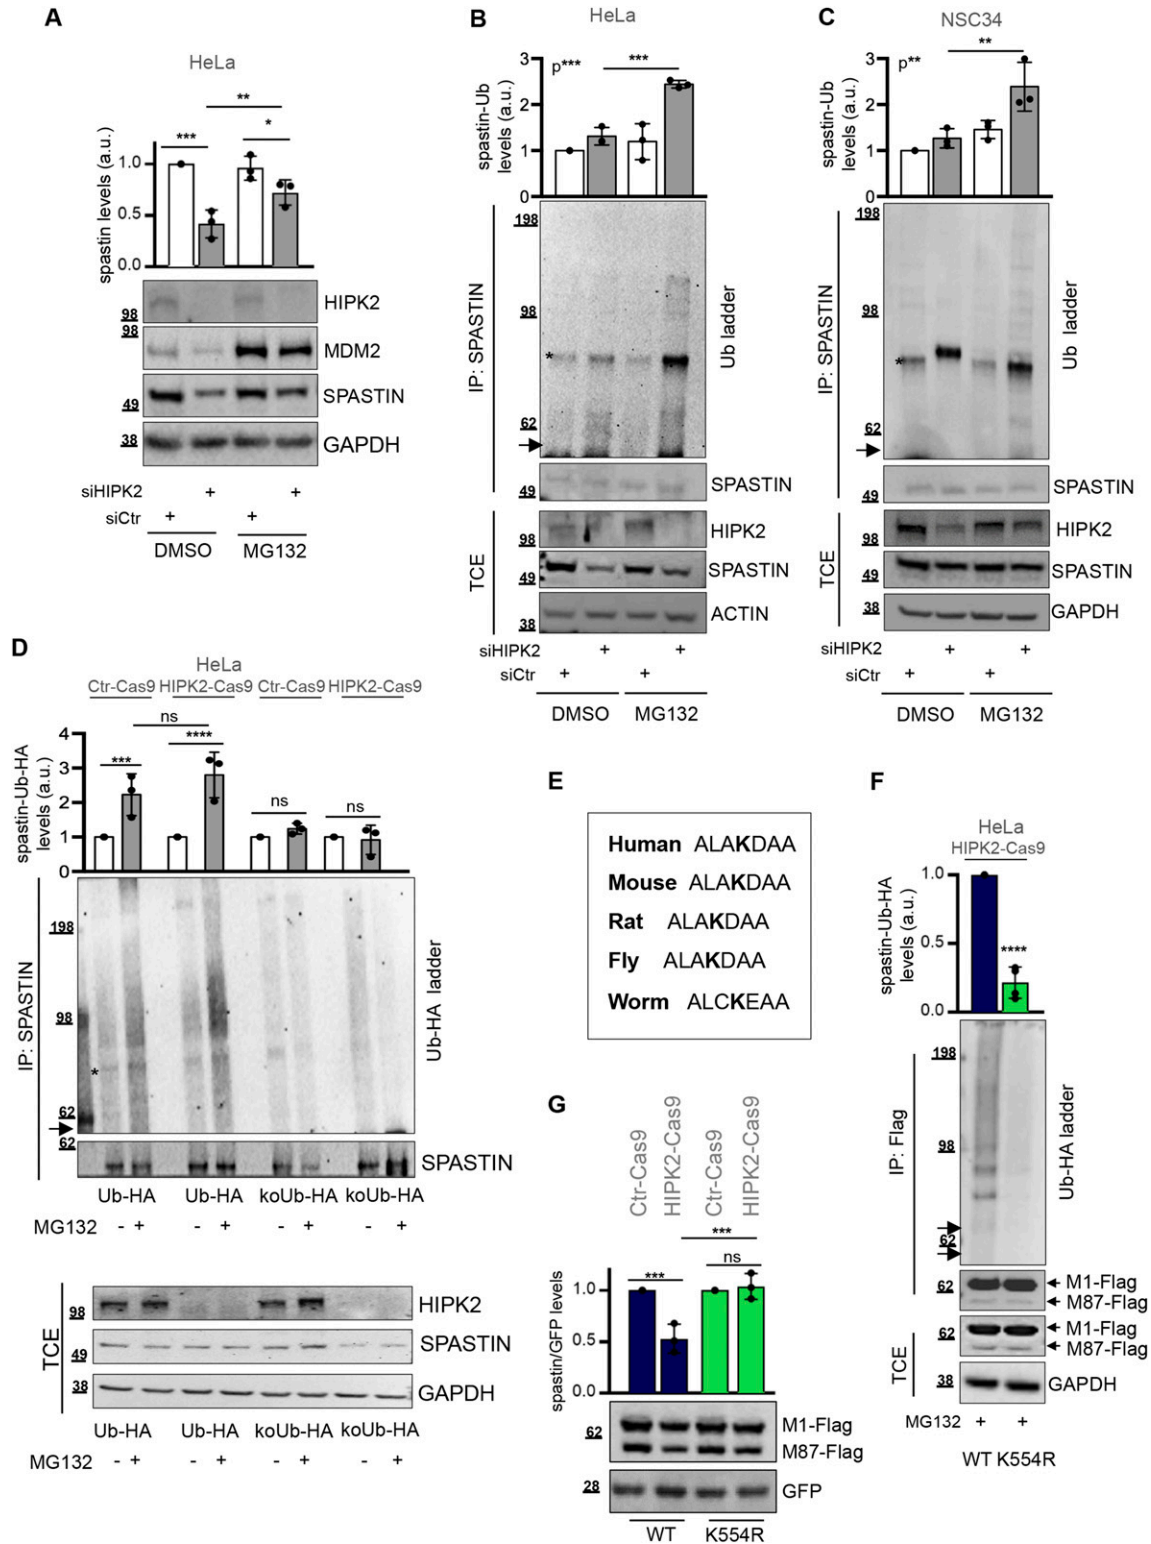 A
HeLa
spastin levels (a.u.)
***
**
*
1.0
0.5
0.0
98
HIPK2
98
MDM2
49
SPASTIN
38
GAPDH
siHIPK2 + +
siCtr + +
DMSO MG132
B
HeLa
spastin-Ub
levels (a.u.)
3
2
1
0
p***
***
IP: SPASTIN
198
98
*
62
Ub ladder
49
SPASTIN
TCE
98
HIPK2
49
SPASTIN
38
ACTIN
siHIPK2 + +
siCtr + +
DMSO MG132
C
NSC34
spastin-Ub
levels (a.u.)
3
2
1
0
p**
**
IP: SPASTIN
198
98
*
62
Ub ladder
49
SPASTIN
TCE
98
HIPK2
49
SPASTIN
38
GAPDH
siHIPK2 + +
siCtr + +
DMSO MG132
D
HeLa
Ctr-Cas9 HIPK2-Cas9 Ctr-Cas9 HIPK2-Cas9
spastin-Ub-HA
levels (a.u.)
4
3
2
1
0
ns
***
****
ns
ns
IP: SPASTIN
198
98
*
62
Ub-HA ladder
62
SPASTIN
Ub-HA Ub-HA koUb-HA koUb-HA
MG132 - + - + - + - +
TCE
98
HIPK2
49
SPASTIN
38
GAPDH
Ub-HA Ub-HA koUb-HA koUb-HA
MG132 - + - + - + - +
E
Human ALAKDAA
Mouse ALAKDAA
Rat ALAKDAA
Fly ALAKDAA
Worm ALCKEAA
F
HeLa
HIPK2-Cas9
spastin-Ub-HA
levels (a.u.)
1.0
0.5
0.0
****
IP: Flag
198
98
62
Ub-HA ladder
62
M1-Flag
M87-Flag
TCE
62
M1-Flag
M87-Flag
38
GAPDH
MG132 + +
WT K554R
G
Ctr-Cas9
HIPK2-Cas9
Ctr-Cas9
HIPK2-Cas9
spastin/GFP levels
1.0
0.5
0.0
***
***
ns
62
M1-Flag
M87-Flag
28
GFP
WT K554R